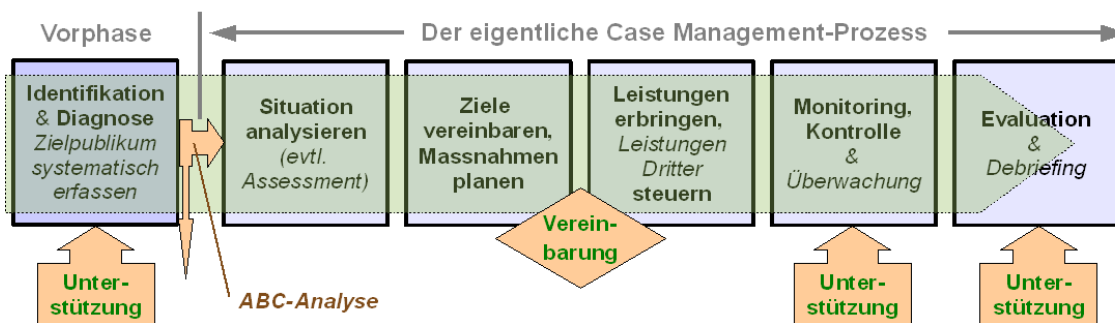 Vorphase
Der eigentliche Case Management-Prozess
Identifikation
& Diagnose
Zielpublikum
systematisch
erfassen
Situation
analysieren
(evtl.
Assessment)
Ziele
vereinbaren,
Massnahmen
planen
Leistungen
erbringen,
Leistungen
Dritter
steuern
Monitoring,
Kontrolle
&
Überwachung
Evaluation
&
Debriefing
Unter-
stützung
ABC-Analyse
Verein-
barung
Unter-
stützung
Unter-
stützung